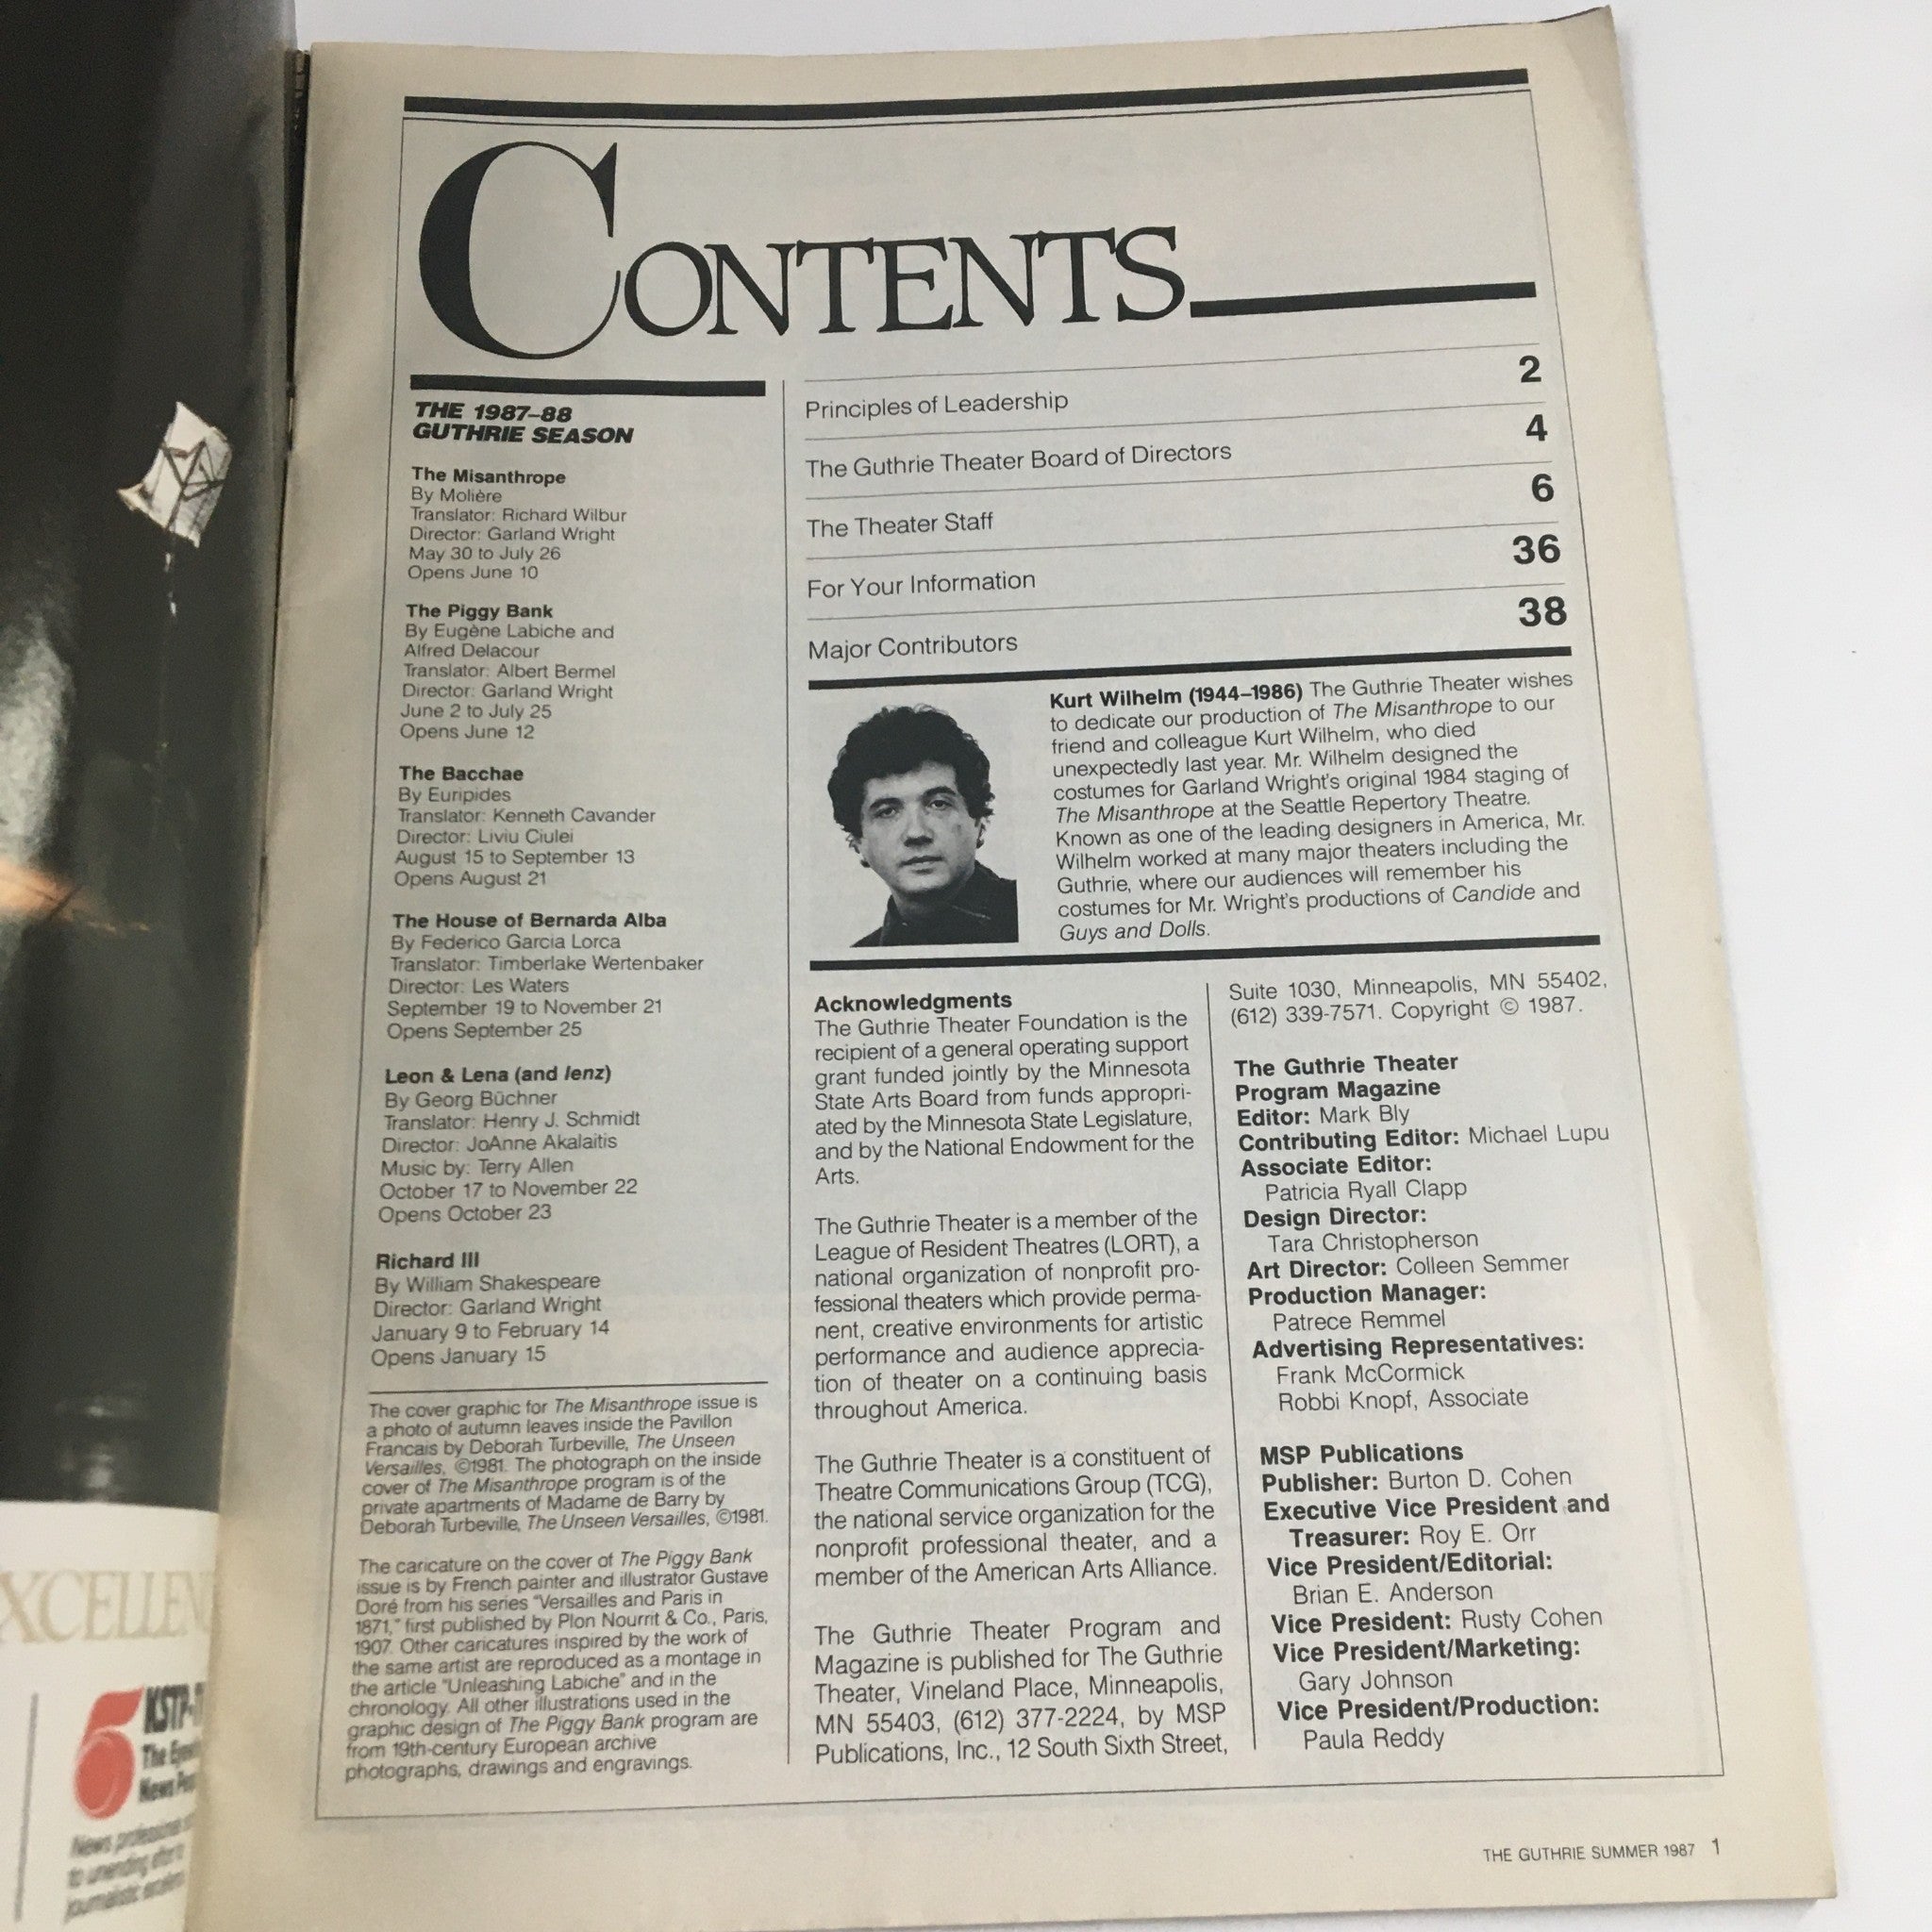 CONTENTS
THE 1987–88
GUTHRIE SEASON
The Misanthrope
By Molière
Translator: Richard Wilbur
Director: Garland Wright
May 30 to July 26
Opens June 10
The Piggy Bank
By Eugène Labiche and
Alfred Delacour
Translator: Albert Bermel
Director: Garland Wright
June 2 to July 25
Opens June 12
The Bacchae
By Euripides
Translator: Kenneth Cavander
Director: Liviu Ciulei
August 15 to September 13
Opens August 21
The House of Bernarda Alba
By Federico Garcia Lorca
Translator: Timberlake Wertenbaker
Director: Les Waters
September 19 to November 21
Opens September 25
Leon & Lena (and lenz)
By Georg Büchner
Translator: Henry J. Schmidt
Director: JoAnne Akalaitis
Music by: Terry Allen
October 17 to November 22
Opens October 23
Richard III
By William Shakespeare
Director: Garland Wright
January 9 to February 14
Opens January 15
The cover graphic for The Misanthrope issue is
a photo of autumn leaves inside the Pavillon
Francais by Deborah Turbeville, The Unseen
Versailles, ©1981. The photograph on the inside
cover of The Misanthrope program is of the
private apartments of Madame de Barry by
Deborah Turbeville, The Unseen Versailles, ©1981.
The caricature on the cover of The Piggy Bank
issue is by French painter and illustrator Gustave
Doré from his series "Versailles and Paris in
1871," first published by Plon Nourrit & Co., Paris,
1907. Other caricatures inspired by the work of
the same artist are reproduced as a montage in
the article "Unleashing Labiche" and in the
chronology. All other illustrations used in the
graphic design of The Piggy Bank program are
from 19th-century European archive
photographs, drawings and engravings.
Principles of Leadership 2
The Guthrie Theater Board of Directors 4
The Theater Staff 6
For Your Information 36
Major Contributors 38
Kurt Wilhelm (1944–1986) The Guthrie Theater wishes
to dedicate our production of The Misanthrope to our
friend and colleague Kurt Wilhelm, who died
unexpectedly last year. Mr. Wilhelm designed the
costumes for Garland Wright's original 1984 staging of
The Misanthrope at the Seattle Repertory Theatre.
Known as one of the leading designers in America, Mr.
Wilhelm worked at many major theaters including the
Guthrie, where our audiences will remember his
costumes for Mr. Wright's productions of Candide and
Guys and Dolls.
Acknowledgments
The Guthrie Theater Foundation is the
recipient of a general operating support
grant funded jointly by the Minnesota
State Arts Board from funds appropri-
ated by the Minnesota State Legislature,
and by the National Endowment for the
Arts.
The Guthrie Theater is a member of the
League of Resident Theatres (LORT), a
national organization of nonprofit pro-
fessional theaters which provide perma-
nent, creative environments for artistic
performance and audience apprecia-
tion of theater on a continuing basis
throughout America.
The Guthrie Theater is a constituent of
Theatre Communications Group (TCG),
the national service organization for the
nonprofit professional theater, and a
member of the American Arts Alliance.
The Guthrie Theater Program and
Magazine is published for The Guthrie
Theater, Vineland Place, Minneapolis,
MN 55403, (612) 377-2224, by MSP
Publications, Inc., 12 South Sixth Street,
Suite 1030, Minneapolis, MN 55402,
(612) 339-7571. Copyright © 1987.
The Guthrie Theater
Program Magazine
Editor: Mark Bly
Contributing Editor: Michael Lupu
Associate Editor:
Patricia Ryall Clapp
Design Director:
Tara Christopherson
Art Director: Colleen Semmer
Production Manager:
Patrece Remmel
Advertising Representatives:
Frank McCormick
Robbi Knopf, Associate
MSP Publications
Publisher: Burton D. Cohen
Executive Vice President and
Treasurer: Roy E. Orr
Vice President/Editorial:
Brian E. Anderson
Vice President: Rusty Cohen
Vice President/Marketing:
Gary Johnson
Vice President/Production:
Paula Reddy
THE GUTHRIE SUMMER 1987 1
XCELLEN
5 KSTP-T
The
News
News
to unending
journalistic